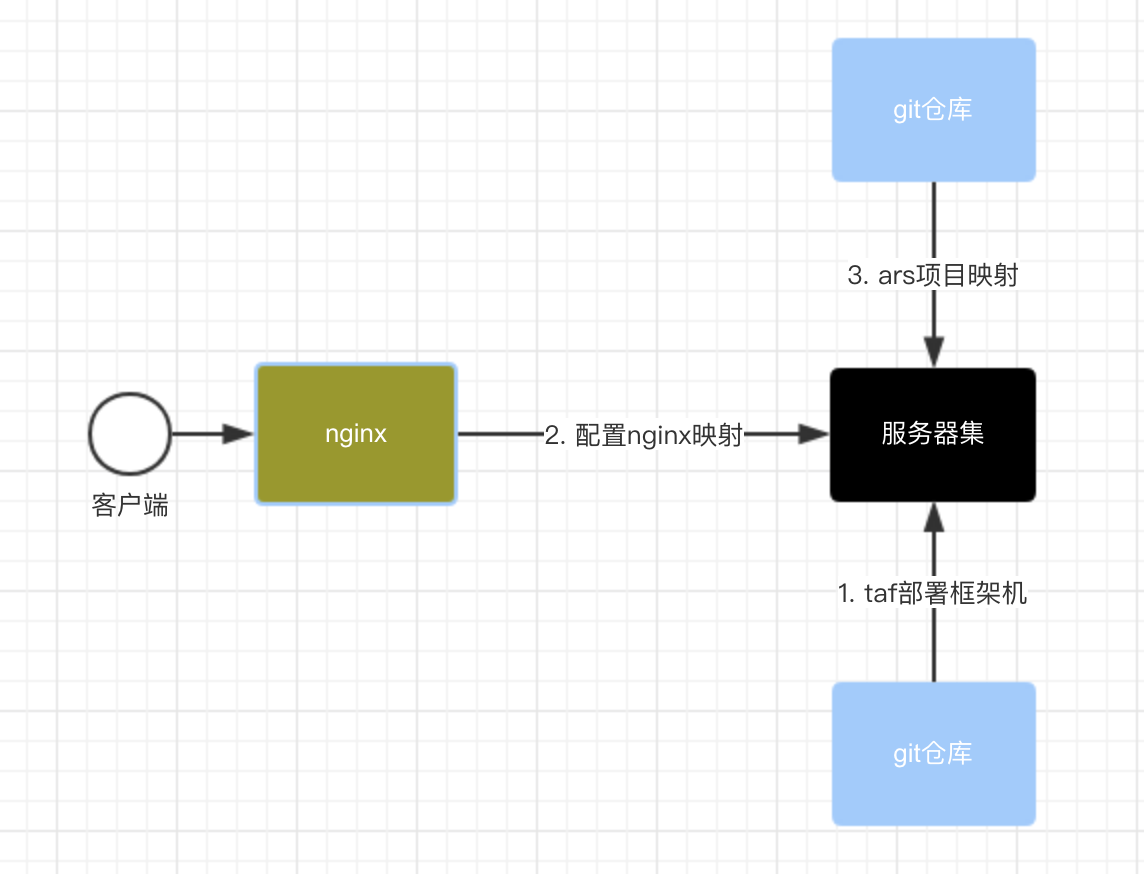 git仓库
3. ars项目映射
nginx
2. 配置nginx映射
服务器集
客户端
1. taf部署框架机
git仓库